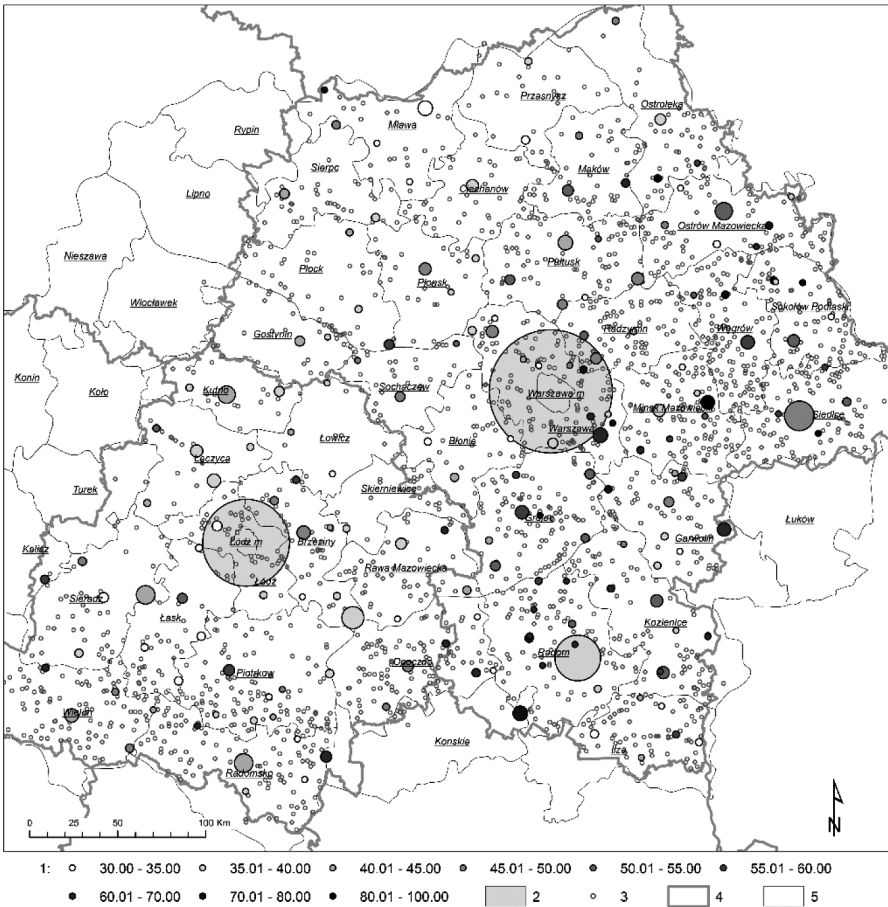 Przasnysz
Ostrołęka
Mława
Rypin
Sierpc
Maków
Ciechanów
Lipno
Ostrów Mazowiecka
Nieszawa
Płock
Płońsk
Pułtusk
Sokołów Podlaski
Włocławek
Gostynin
Radzymin
Węgrów
Konin
Koło
Kutno
Sochaczew
Warszawa m
Mińsk Mazowiecki
Siedlce
Łowicz
Błonie
Warszawa
Łęczyca
Turek
Skierniewice
Grójec
Łuków
Garwolin
Kalisz
Łódź m
Brzeziny
Łódź
Rawa Mazowiecka
Sieradz
Łask
Kozienice
Radom
Opoczno
Piotrków
Wieluń
Końskie
Iłża
Radomsko
0 25 50 100 Km
N
1: 30.00 - 35.00 35.01 - 40.00 40.01 - 45.00 45.01 - 50.00 50.01 - 55.00 55.01 - 60.00
60.01 - 70.00 70.01 - 80.00 80.01 - 100.00 2 3 4 5